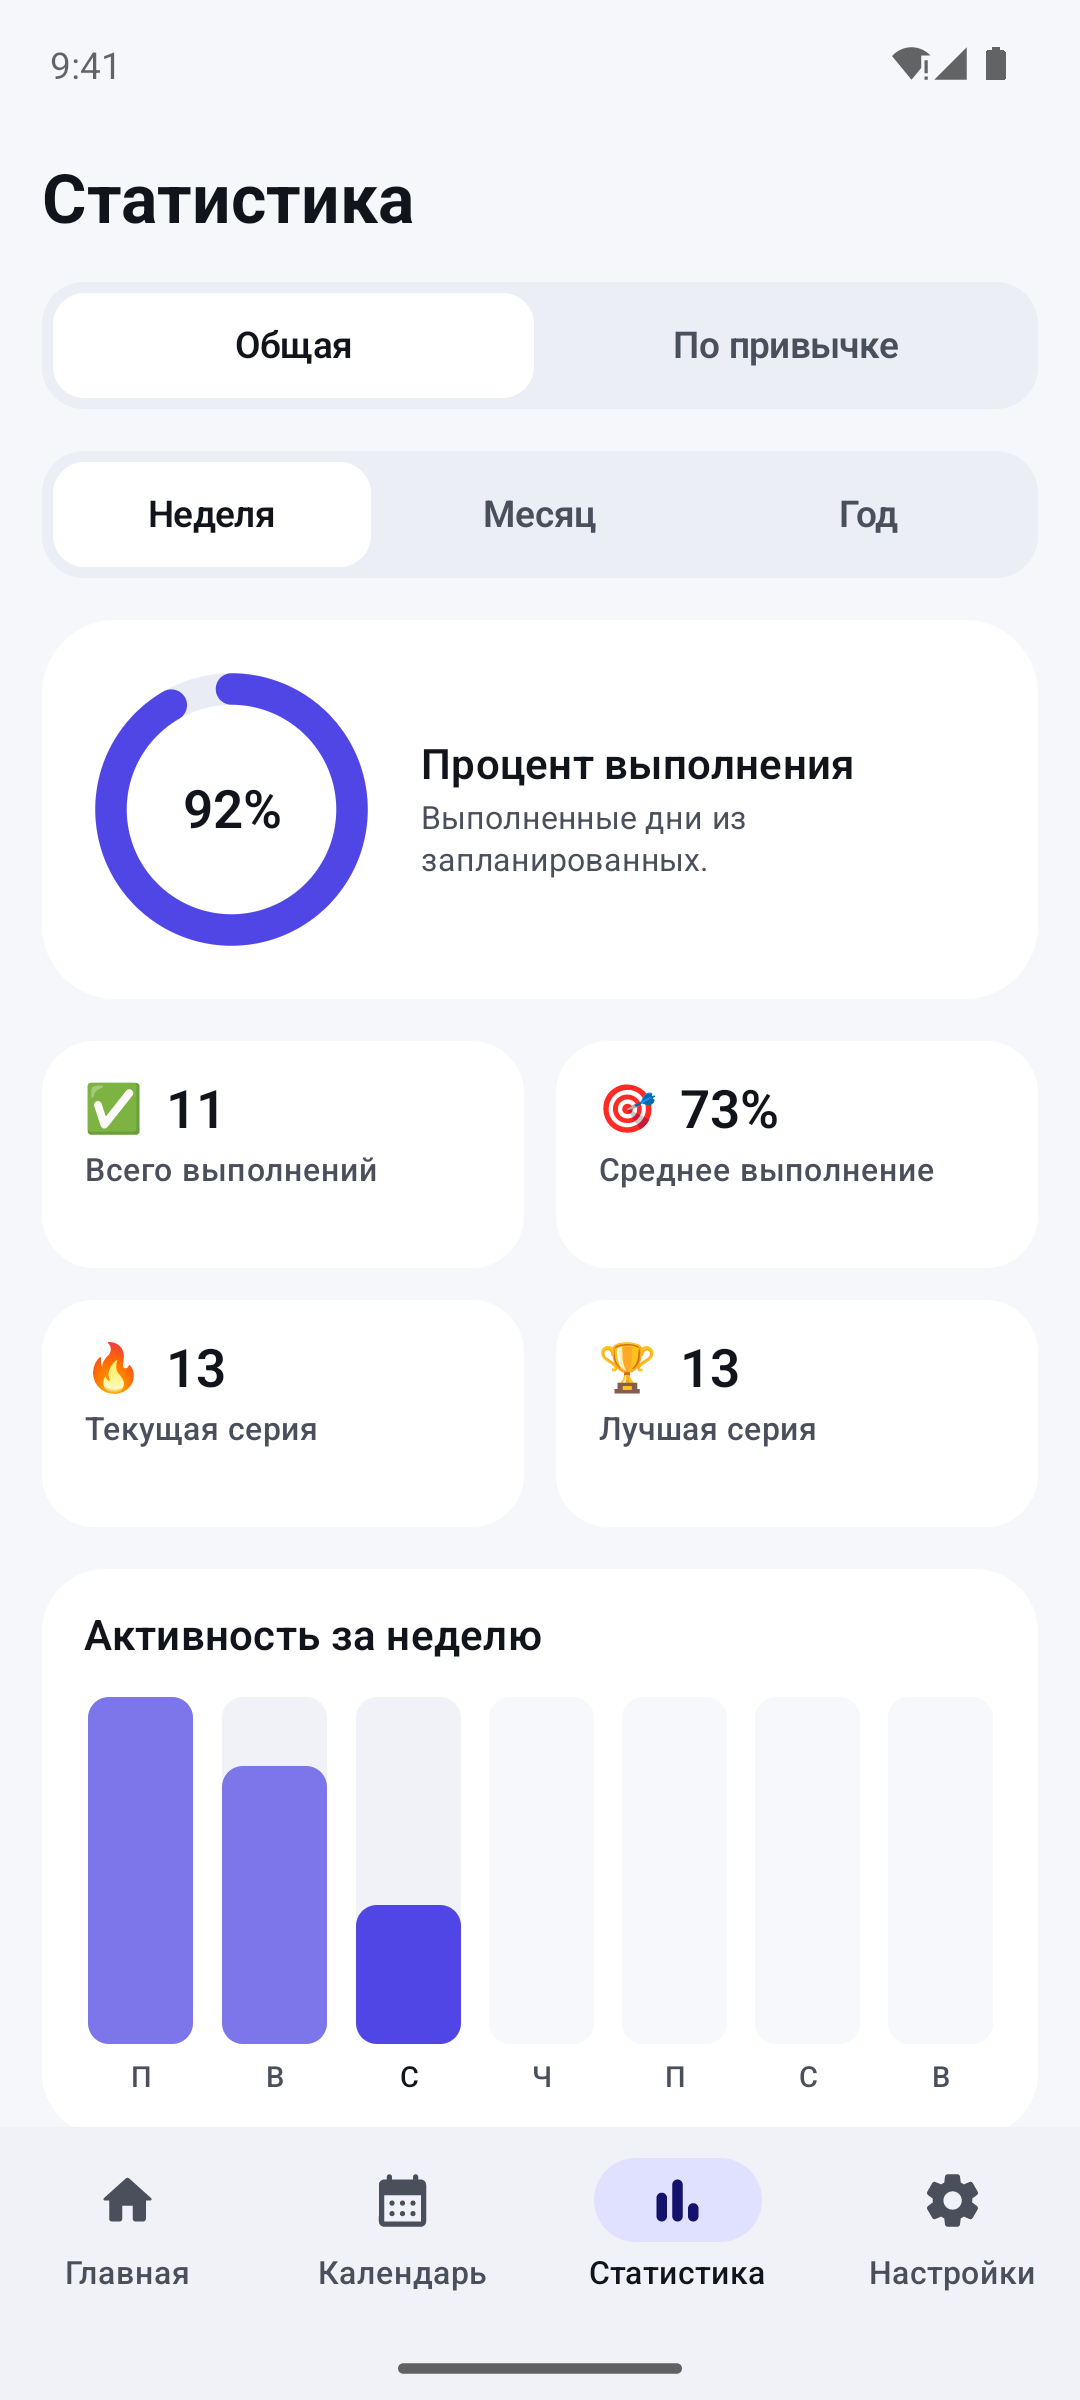 9:41
Статистика
Общая
По привычке
Неделя
Месяц
Год
92%
Процент выполнения
Выполненные дни из
запланированных.
11
Всего выполнений
73%
Среднее выполнение
13
Текущая серия
13
Лучшая серия
Активность за неделю
П В С Ч П С В
Главная
Календарь
Статистика
Настройки